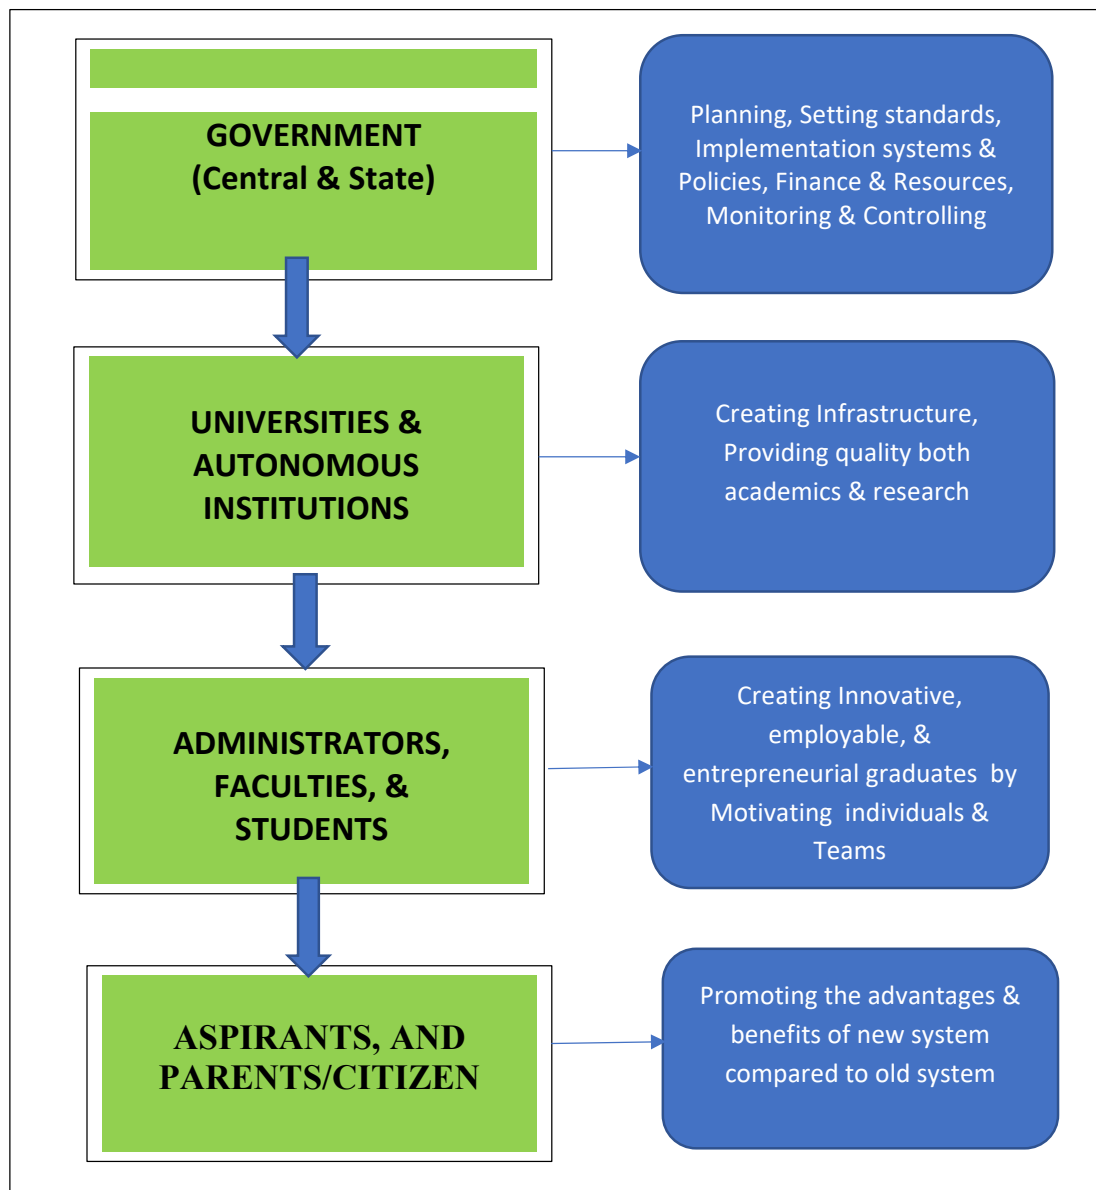 GOVERNMENT
(Central & State)
Planning, Setting standards,
Implementation systems &
Policies, Finance & Resources,
Monitoring & Controlling
UNIVERSITIES &
AUTONOMOUS
INSTITUTIONS
Creating Infrastructure,
Providing quality both
academics & research
ADMINISTRATORS,
FACULTIES, &
STUDENTS
Creating Innovative,
employable, &
entrepreneurial graduates  by
Motivating  individuals &
Teams
ASPIRANTS, AND
PARENTS/CITIZEN
Promoting the advantages &
benefits of new system
compared to old system